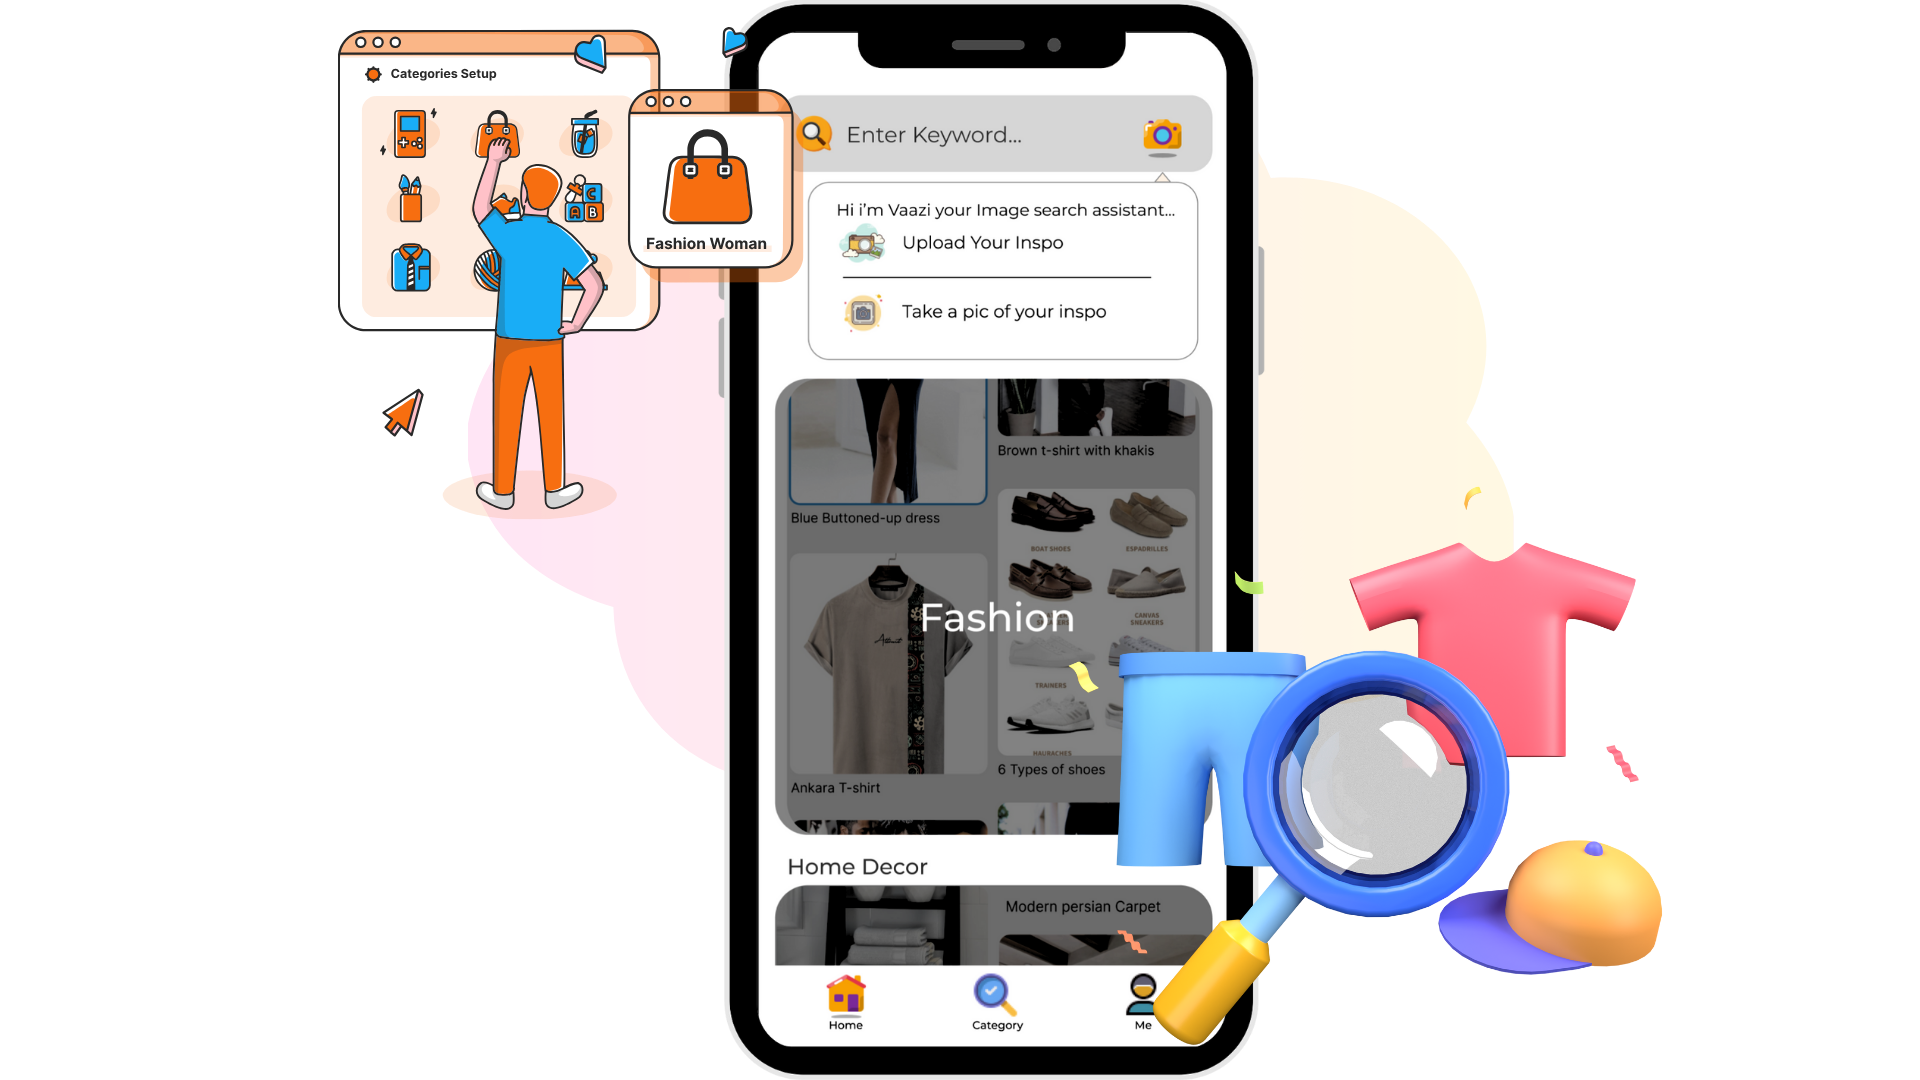 Categories Setup
C
A
B
Fashion Woman
Enter Keyword...
Hi i'm Vaazi your Image search assistant...
Upload Your Inspo
Take a pic of your inspo
Brown t-shirt with khakis
Blue Buttoned-up dress
BOAT SHOES
ESPADRILLES
CANVAS
SNEAKERS
Fashion
TRAINERS
HAURACHES
6 Types of shoes
Ankara T-shirt
Home Decor
Modern persian Carpet
Home
Category
Me